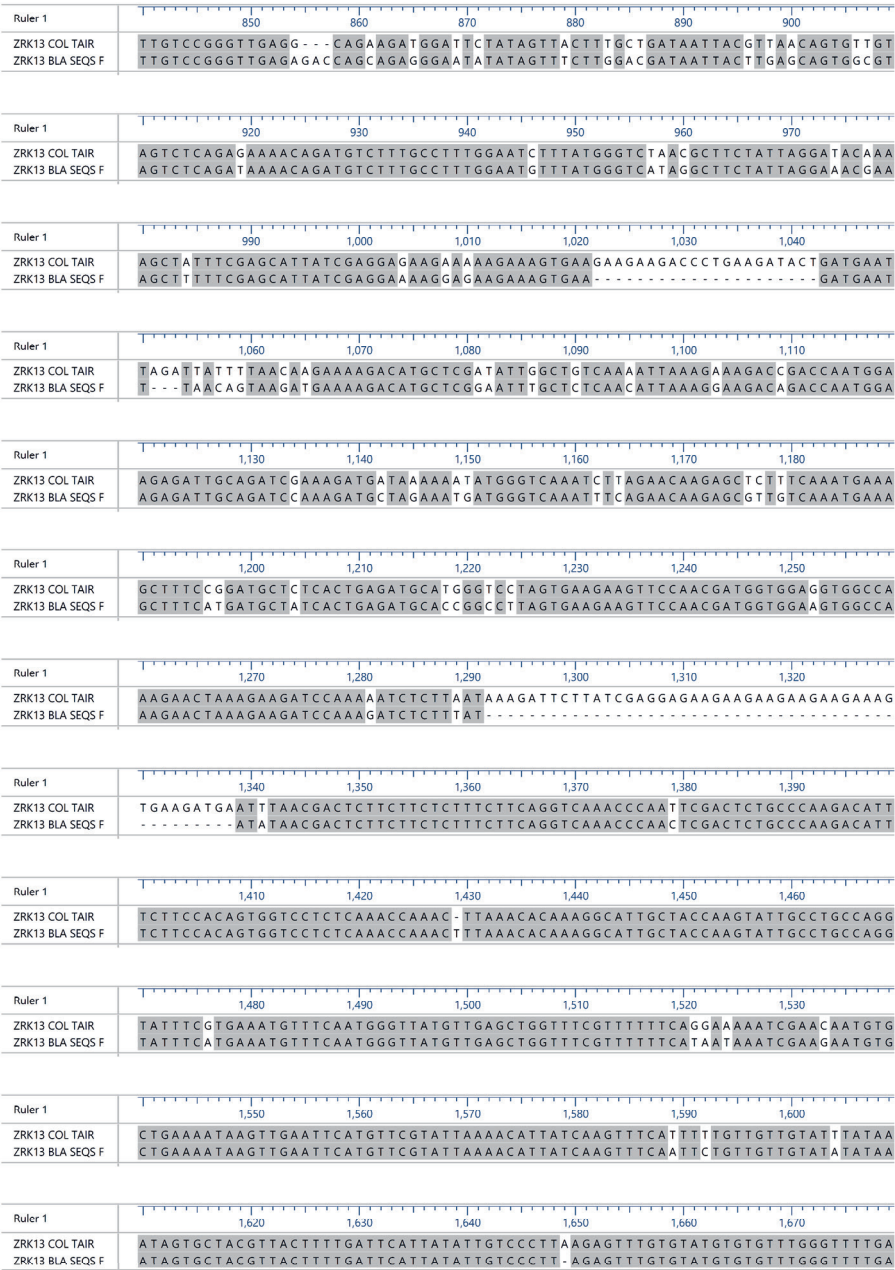 Ruler 1 850 860 870 880 890 900
ZRK13 COL TAIR TTGTCCGGGTTGAGG---CAGAAGATGGATTCTATAGTTACTTTGCTGATAATTACGTTAACAGTGTTGT
ZRK13 BLA SEQS F TTGTCCGGGTTGAGAGACCAGCAGAGGGAATATATAGTTTCTTGGACGATAATTACTTGAGCAGTGGCGT
Ruler 1 920 930 940 950 960 970
ZRK13 COL TAIR AGTCTCAGAGAAAACAGATGTCTTTGCCTTTGGAATCTTTATGGGTCTAACGCTTCTATTAGGATACAAA
ZRK13 BLA SEQS F AGTCTCAGATAAAACAGATGTCTTTGCCTTTGGAATGTTTATGGGTCATAGGCTTCTATTAGGAAACGAA
Ruler 1 990 1,000 1,010 1,020 1,030 1,040
ZRK13 COL TAIR AGCTATTTCGAGCATTATCGAGGAGAAGAAAAAGAAAGTGAAGAAGAAGACCCTGAAGATACTGATGAAT
ZRK13 BLA SEQS F AGCTTTTTCGAGCATTATCGAGGAAAAGGAGAAGAAAGTGAA---------------------GATGAAT
Ruler 1 1,060 1,070 1,080 1,090 1,100 1,110
ZRK13 COL TAIR TAGATTATTTTAACAAGAAAAGACATGCTCGATATTGGCTGTCAAAATTAAAGAAAGACCGACCAATGGA
ZRK13 BLA SEQS F T---TAACAGTAAGATGAAAAGACATGCTCGGAATTTGCTCTCAACATTAAAGGAAGACAGACCAATGGA
Ruler 1 1,130 1,140 1,150 1,160 1,170 1,180
ZRK13 COL TAIR AGAGATTGCAGATCGAAAGATGATAAAAAATATGGGTCAAATCTTAGAACAAGAGCTCTTTCAAATGAAA
ZRK13 BLA SEQS F AGAGATTGCAGATCCAAAGATGCTAGAAATGATGGGTCAAATTTCAGAACAAGAGCGTTGTCAAATGAAA
Ruler 1 1,200 1,210 1,220 1,230 1,240 1,250
ZRK13 COL TAIR GCTTTCCGGATGCTCTCACTGAGATGCATGGGTCCTAGTGAAGAAGTTCCAACGATGGTGGAGGTGGCCA
ZRK13 BLA SEQS F GCTTTCATGATGCTATCACTGAGATGCACCGGCCTTAGTGAAGAAGTTCCAACGATGGTGGAAGTGGCCA
Ruler 1 1,270 1,280 1,290 1,300 1,310 1,320
ZRK13 COL TAIR AAGAACTAAAGAAGATCCAAAAATCTCTTAATAAAGATTCTTATCGAGGAGAAGAAGAAGAAGAAGAAAG
ZRK13 BLA SEQS F AAGAACTAAAGAAGATCCAAAGATCTCTTTAT--------------------------------------
Ruler 1 1,340 1,350 1,360 1,370 1,380 1,390
ZRK13 COL TAIR TGAAGATGAATTTAACGACTCTTCTTCTCTTTCTTCAGGTCAAACCCAATTCGACTCTGCCCAAGACATT
ZRK13 BLA SEQS F ---------ATATAACGACTCTTCTTCTCTTTCTTCAGGTCAAACCCAACTCGACTCTGCCCAAGACATT
Ruler 1 1,410 1,420 1,430 1,440 1,450 1,460
ZRK13 COL TAIR TCTTCCACAGTGGTCCTCTCAAACCAAAC-TTAAACACAAAGGCATTGCTACCAAGTATTGCCTGCCAGG
ZRK13 BLA SEQS F TCTTCCACAGTGGTCCTCTCAAACCAAACTTTAAACACAAAGGCATTGCTACCAAGTATTGCCTGCCAGG
Ruler 1 1,480 1,490 1,500 1,510 1,520 1,530
ZRK13 COL TAIR TATTTCGTGAAATGTTTCAATGGGTTATGTTGAGCTGGTTTCGTTTTTTCAGGAAAAATCGAACAATGTG
ZRK13 BLA SEQS F TATTTCATGAAATGTTTCAATGGGTTATGTTGAGCTGGTTTCGTTTTTTCATAATAAATCGAAGAATGTG
Ruler 1 1,550 1,560 1,570 1,580 1,590 1,600
ZRK13 COL TAIR CTGAAAATAAGTTGAATTCATGTTCGTATTAAAACATTATCAAGTTTCATTTTTGTTGTTGTATTTATAA
ZRK13 BLA SEQS F CTGAAAATAAGTTGAATTCATGTTCGTATTAAAACATTATCAAGTTTCAATTCTGTTGTTGTATATATAA
Ruler 1 1,620 1,630 1,640 1,650 1,660 1,670
ZRK13 COL TAIR ATAGTGCTACGTTACTTTTGATTCATTATATTGTCCCTTAAGAGTTTGTGTATGTGTGTTTGGGTTTTGA
ZRK13 BLA SEQS F ATAGTGCTACGTTACTTTTGATTCATTATATTGTCCCTT-AGAGTTTGTGTATGTGTGTTTGGGTTTTGA